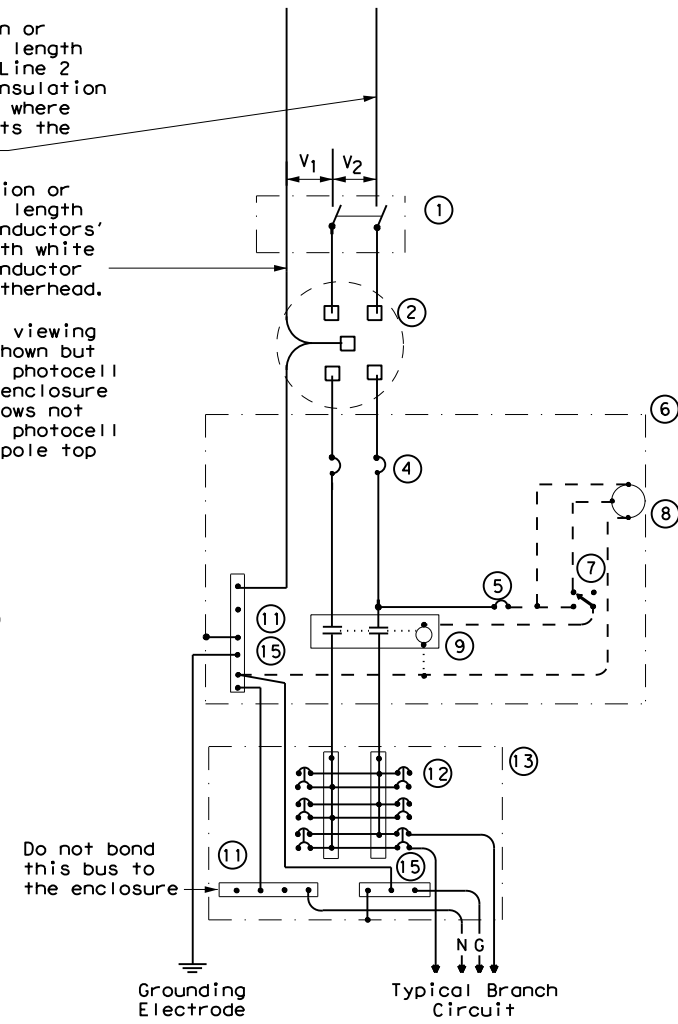 n or
length
Line 2
nsulation
where
ts the
ion or
length
nductors'
th white
nductor
therhead.
viewing
hown but
photocell
enclosure
ows not
photocell
pole top
V1
V2
1
2
6
4
8
7
5
11
9
15
13
12
Do not bond
this bus to
the enclosure
11
15
N G
Grounding
Electrode
Typical Branch
Circuit